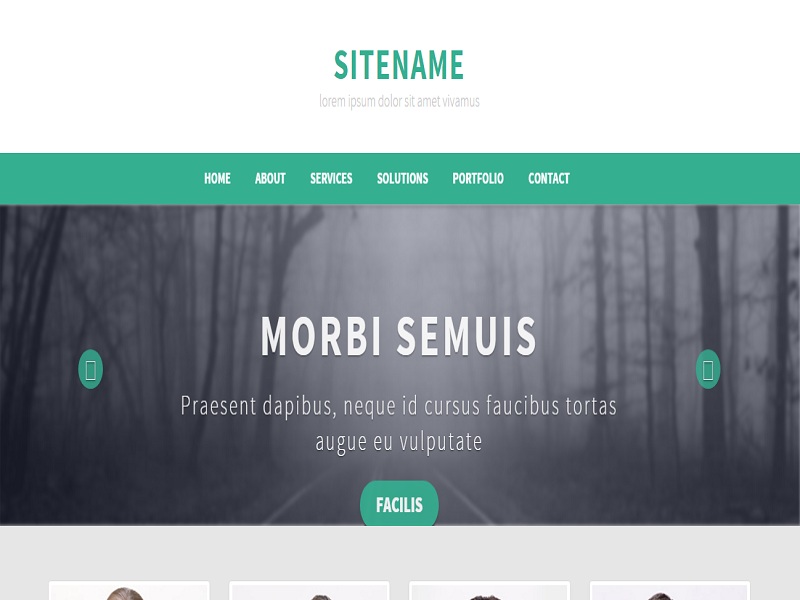 SITENAME
lorem ipsum dolor sit amet vivamus
HOME ABOUT SERVICES SOLUTIONS PORTFOLIO CONTACT
MORBI SEMUIS
Praesent dapibus, neque id cursus faucibus tortas
augue eu vulputate
FACILIS